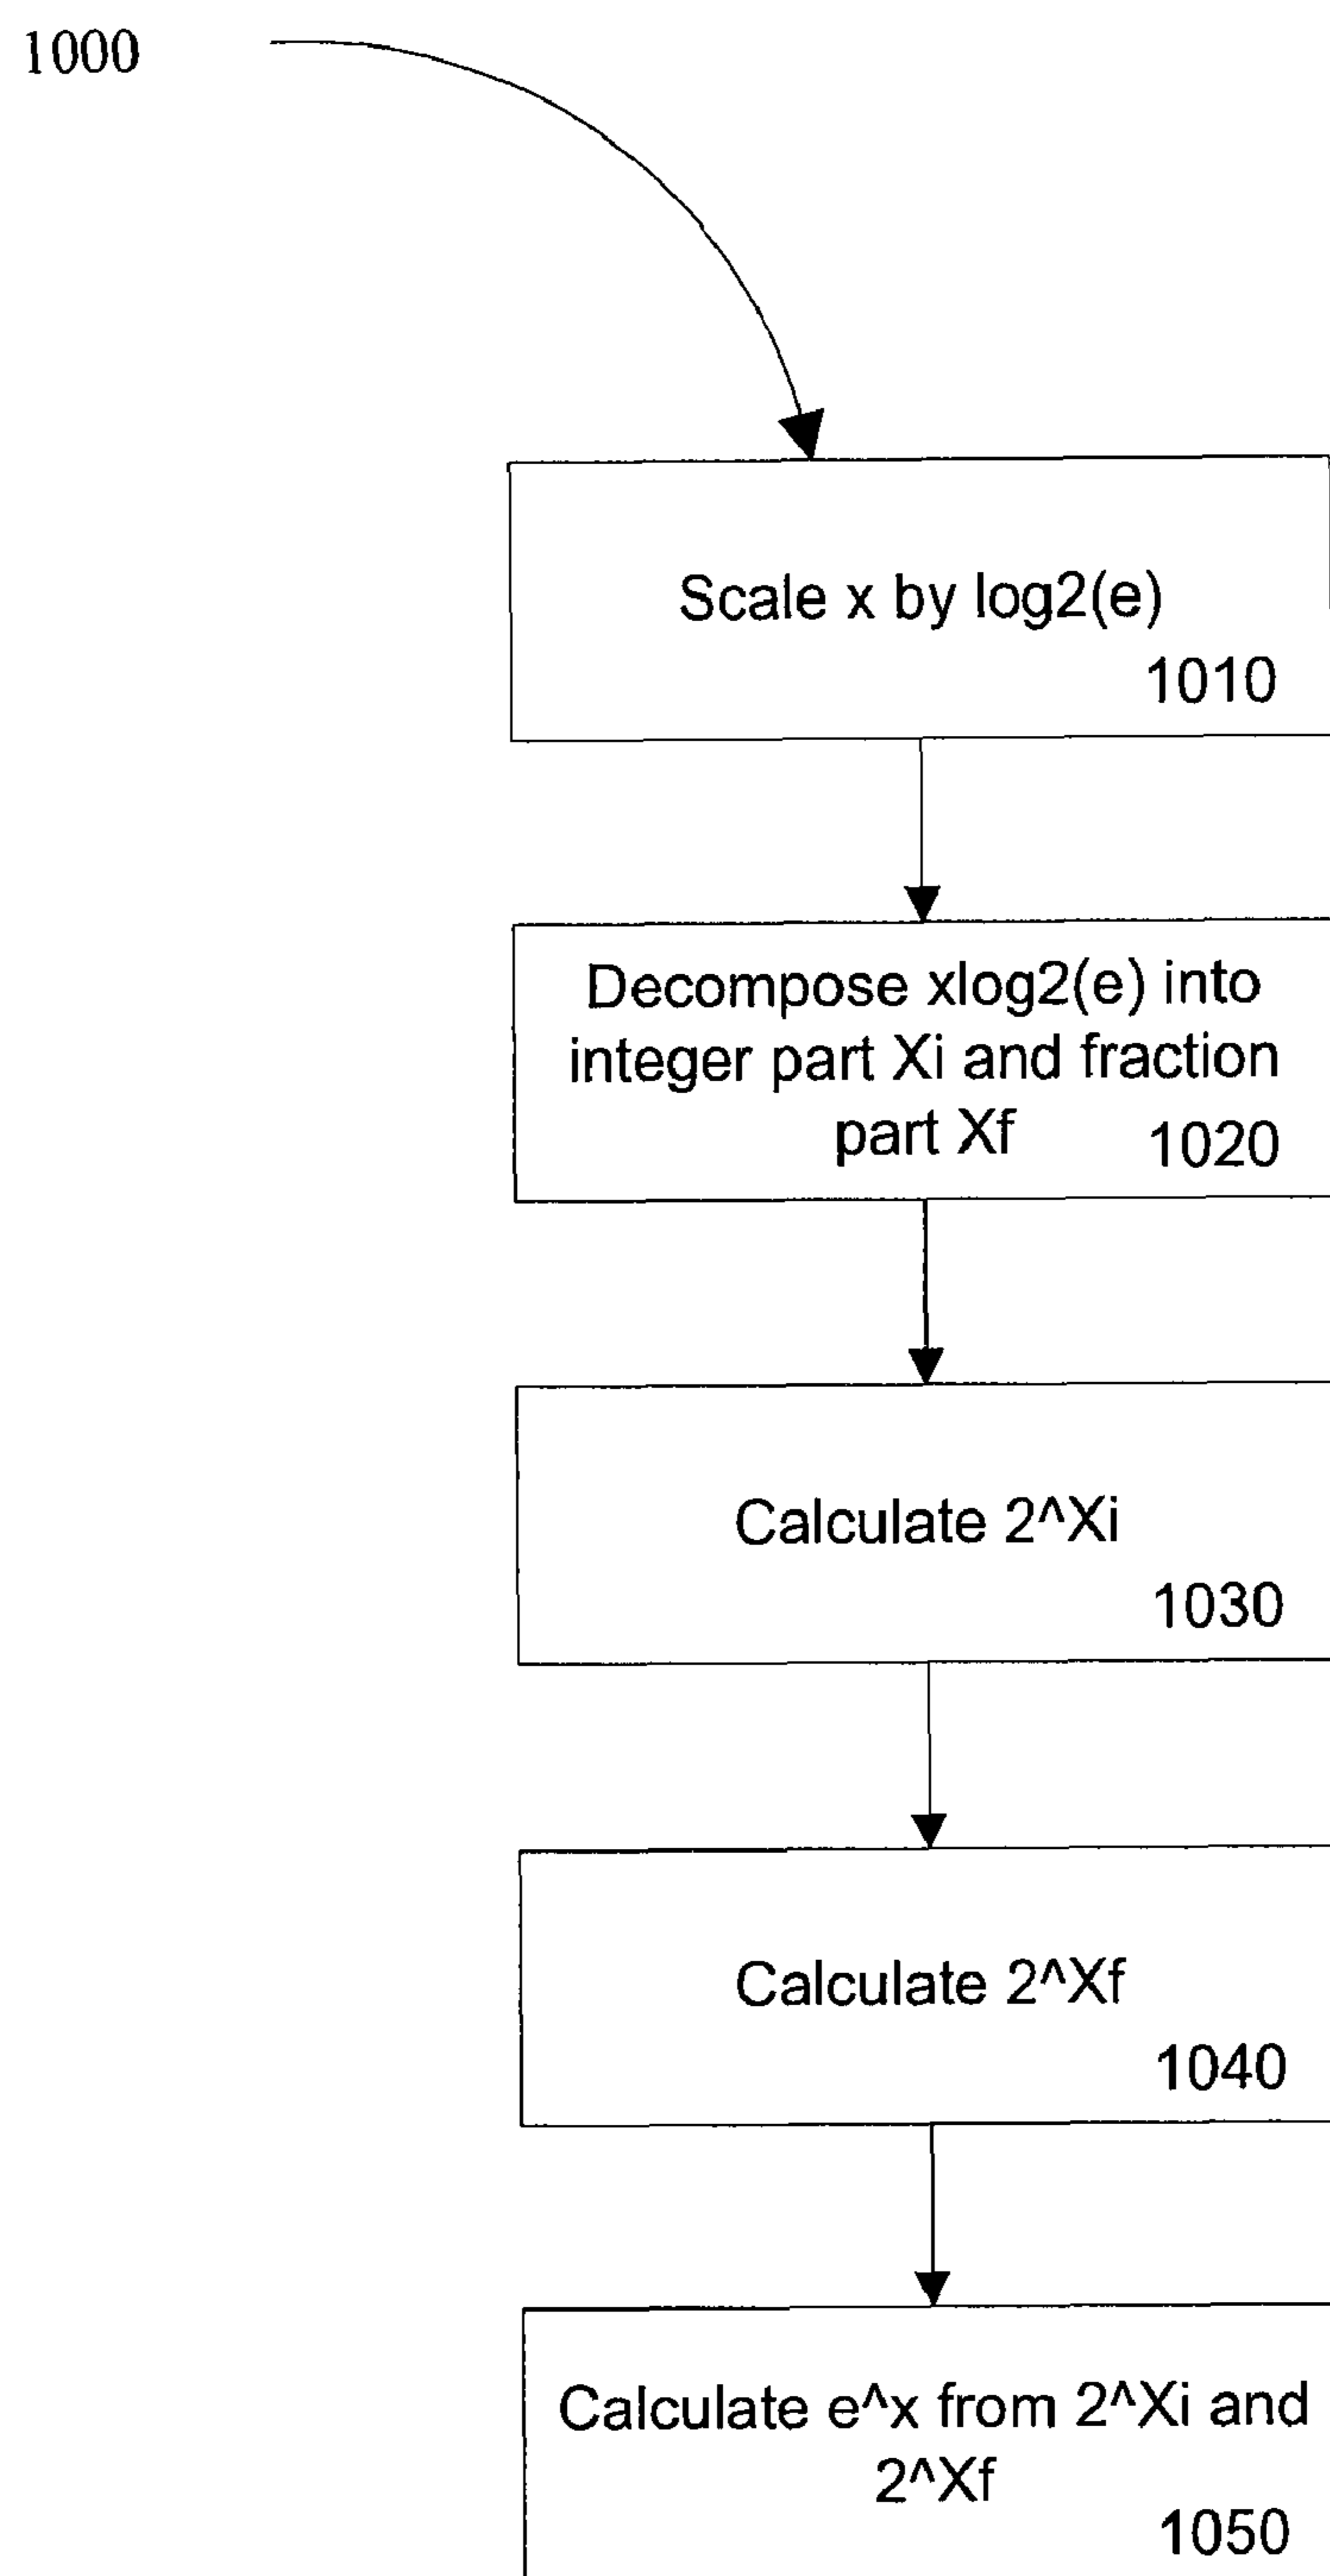 1000
Scale x by log2(e)
1010
Decompose xlog2(e) into
integer part Xi and fraction
part Xf 1020
Calculate 2^Xi
1030
Calculate 2^Xf
1040
Calculate e^x from 2^Xi and
2^Xf
1050